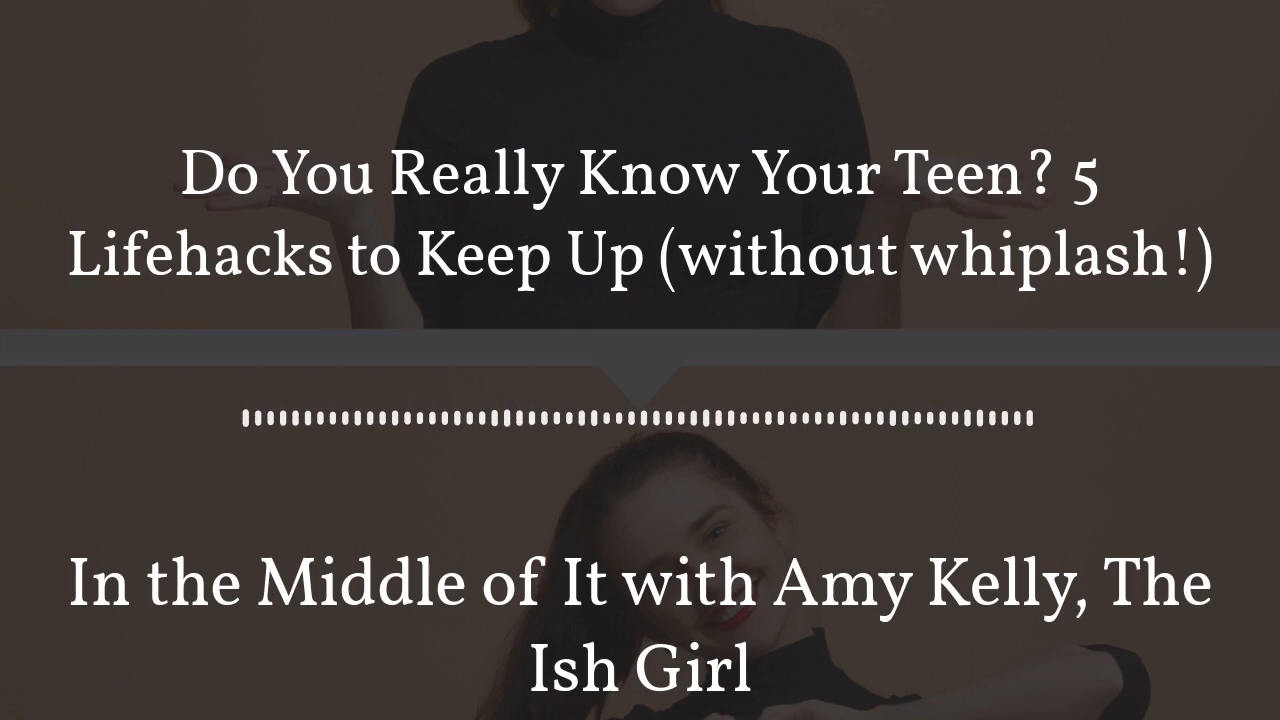 Do You Really Know Your Teen? 5
Lifehacks to Keep Up (without whiplash!)
In the Middle of It with Amy Kelly, The
Ish Girl